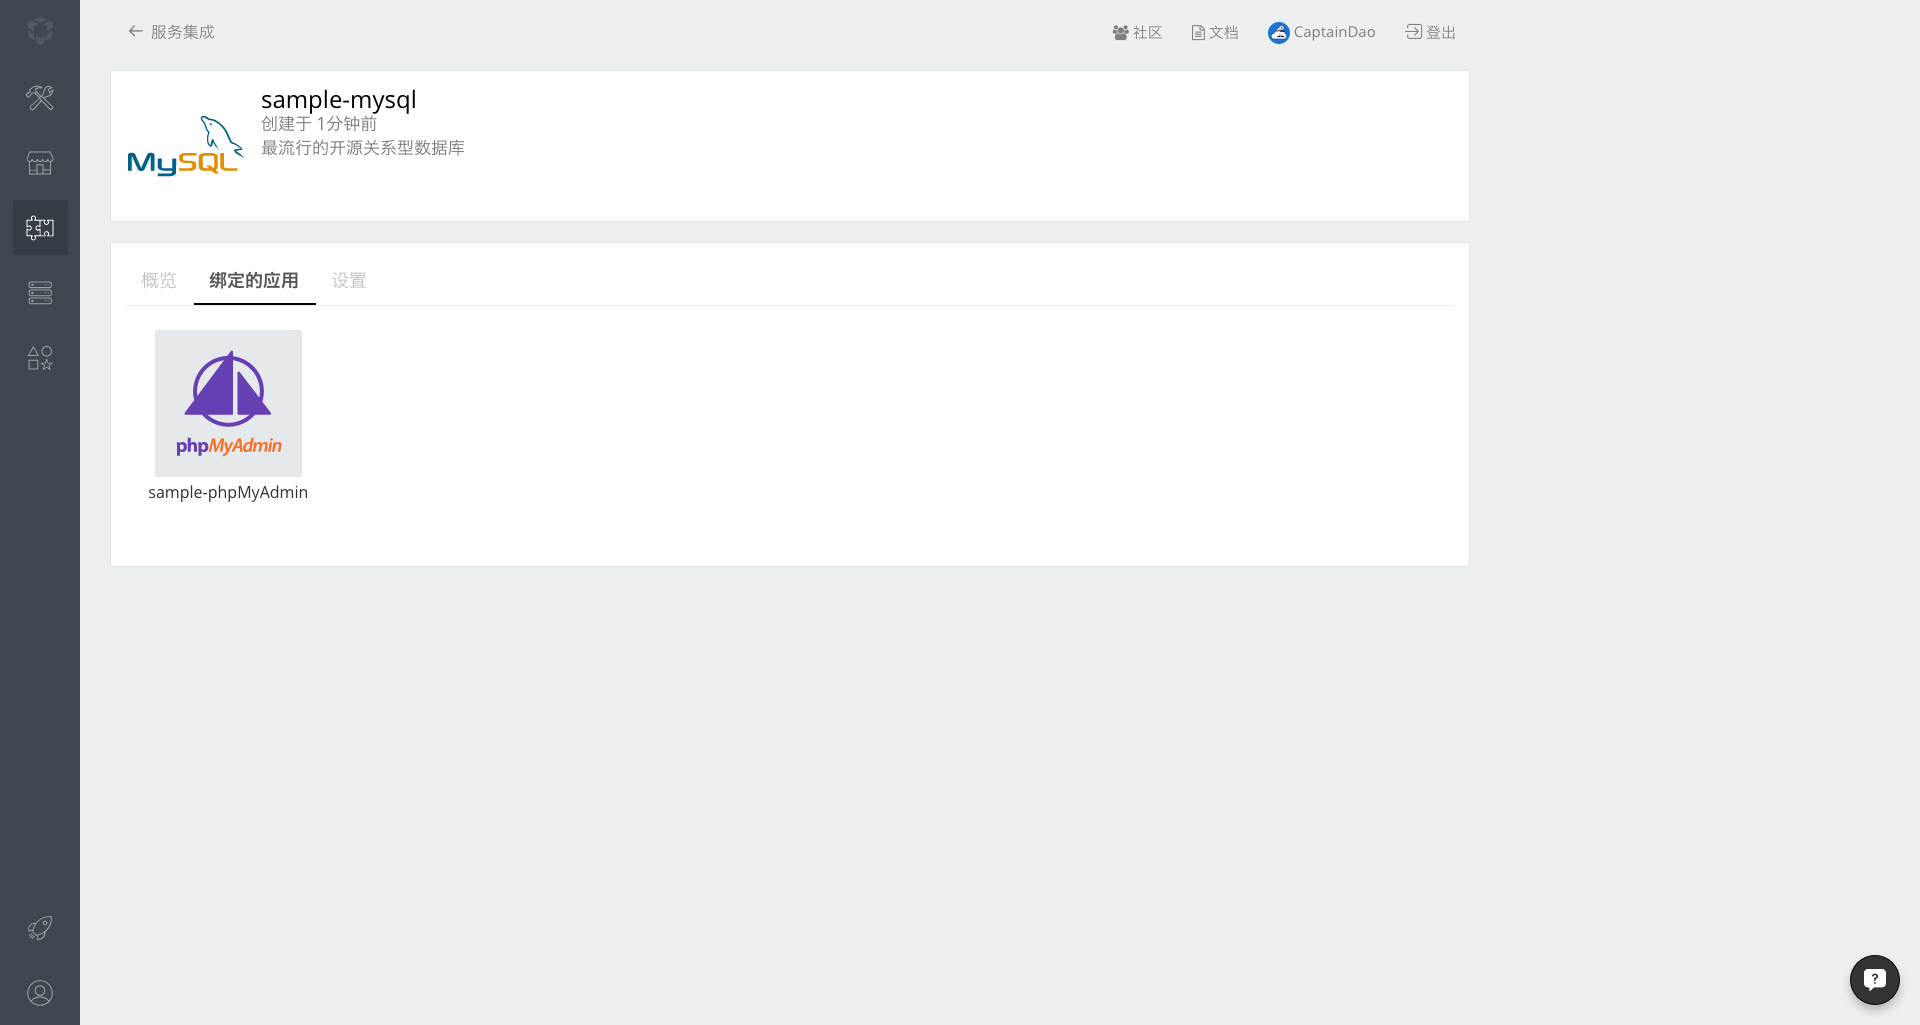 服务集成
社区
文档
CaptainDao
登出
MySQL
sample-mysql
创建于 1分钟前
最流行的开源关系型数据库
概览
绑定的应用
设置
phpMyAdmin
sample-phpMyAdmin
?